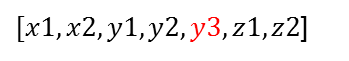 [x1, x2, y1, y2, y3, z1, z2]